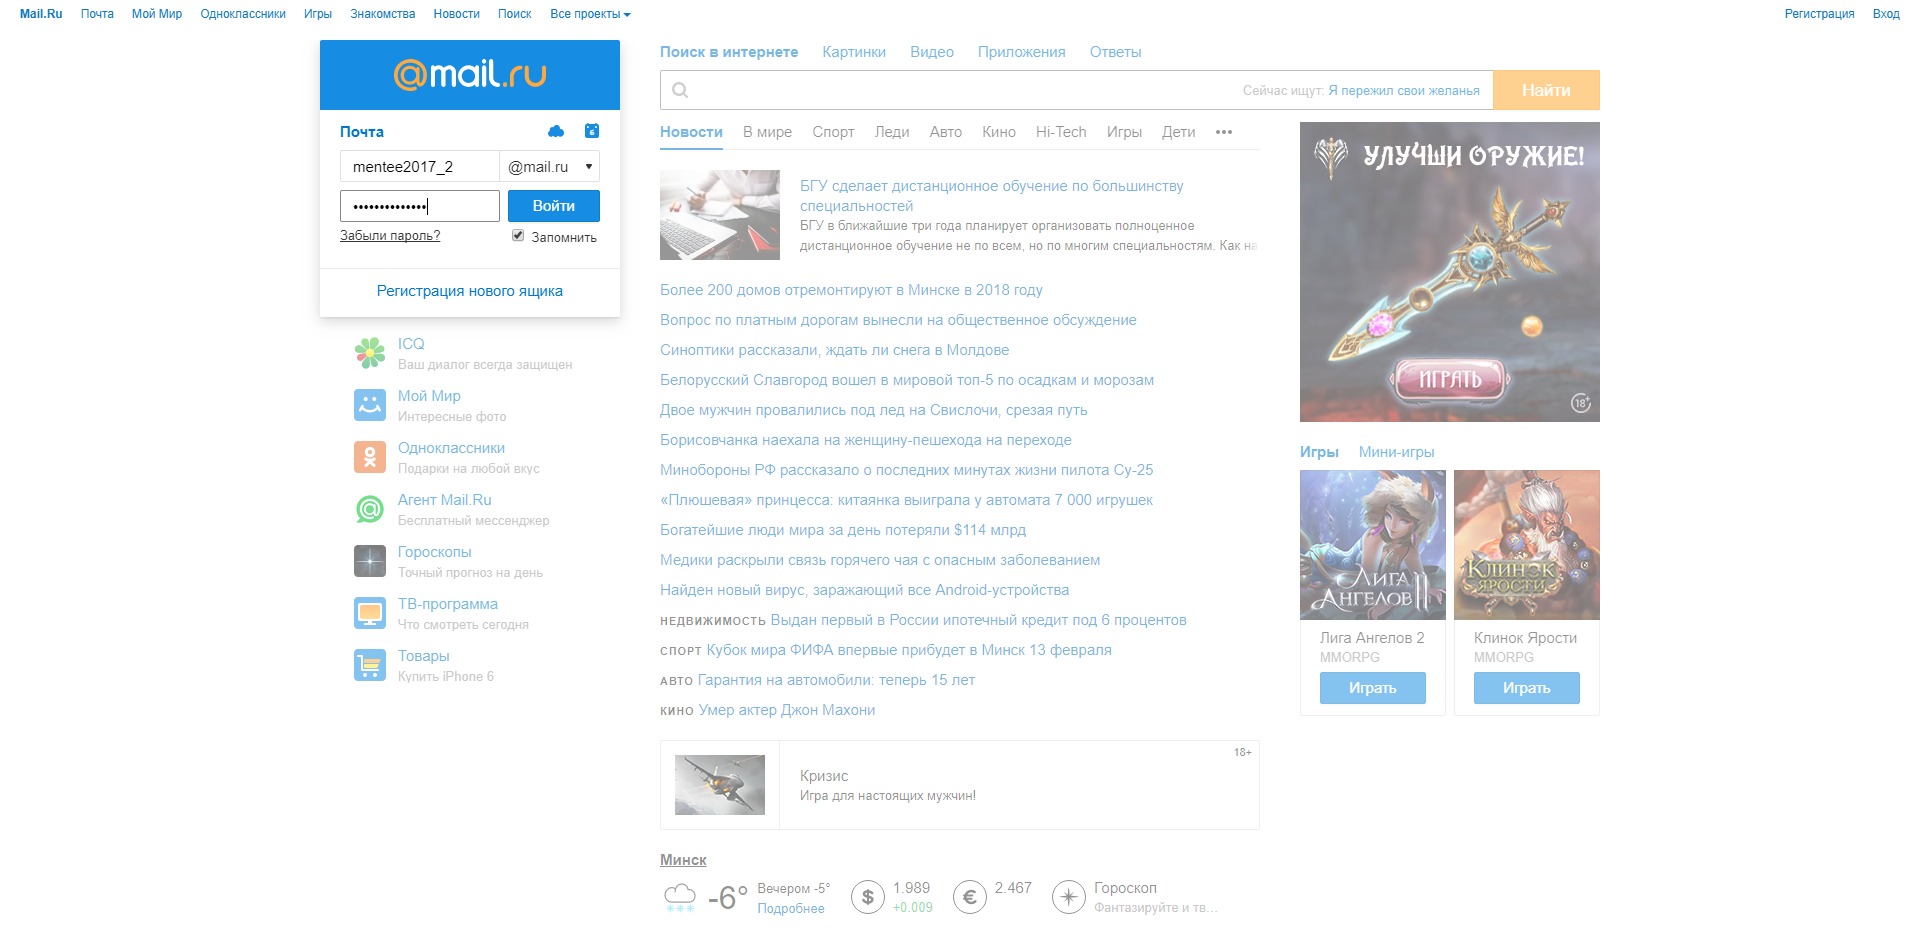 Mail.Ru Почта Мой Мир Одноклассники Игры Знакомства Новости Поиск Все проекты Регистрация Вход
@mail.ru
Почта 6
mentee2017_2 @mail.ru
•••••••••••••• Войти
Забыли пароль? Запомнить
Регистрация нового ящика
ICQ
Ваш диалог всегда защищен
Мой Мир
Интересные фото
Одноклассники
Подарки на любой вкус
Агент Mail.Ru
Бесплатный мессенджер
Гороскопы
Точный прогноз на день
ТВ-программа
Что смотреть сегодня
Товары
Купить iPhone 6
Поиск в интернете Картинки Видео Приложения Ответы
Сейчас ищут: Я пережил свои желанья Найти
Новости В мире Спорт Леди Авто Кино Hi-Tech Игры Дети •••
БГУ сделает дистанционное обучение по большинству
специальностей
БГУ в ближайшие три года планирует организовать полноценное
дистанционное обучение не по всем, но по многим специальностям. Как на
Более 200 домов отремонтируют в Минске в 2018 году
Вопрос по платным дорогам вынесли на общественное обсуждение
Синоптики рассказали, ждать ли снега в Молдове
Белорусский Славгород вошел в мировой топ-5 по осадкам и морозам
Двое мужчин провалились под лед на Свислочи, срезая путь
Борисовчанка наехала на женщину-пешехода на переходе
Минобороны РФ рассказало о последних минутах жизни пилота Су-25
«Плюшевая» принцесса: китаянка выиграла у автомата 7 000 игрушек
Богатейшие люди мира за день потеряли $114 млрд
Медики раскрыли связь горячего чая с опасным заболеванием
Найден новый вирус, заражающий все Android-устройства
НЕДВИЖИМОСТЬ Выдан первый в России ипотечный кредит под 6 процентов
СПОРТ Кубок мира ФИФА впервые прибудет в Минск 13 февраля
АВТО Гарантия на автомобили: теперь 15 лет
КИНО Умер актер Джон Махони
18+
Кризис
Игра для настоящих мужчин!
Минск
-6° Вечером -5° $ 1.989 € 2.467 Гороскоп
Подробнее +0.009 Фантазируйте и тв...
УЛУЧШИ ОРУЖИЕ!
ИГРАТЬ
18+
Игры Мини-игры
ЛИГА АНГЕЛОВ II
КЛИНОК ЯРОСТИ
Лига Ангелов 2 Клинок Ярости
MMORPG MMORPG
Играть Играть